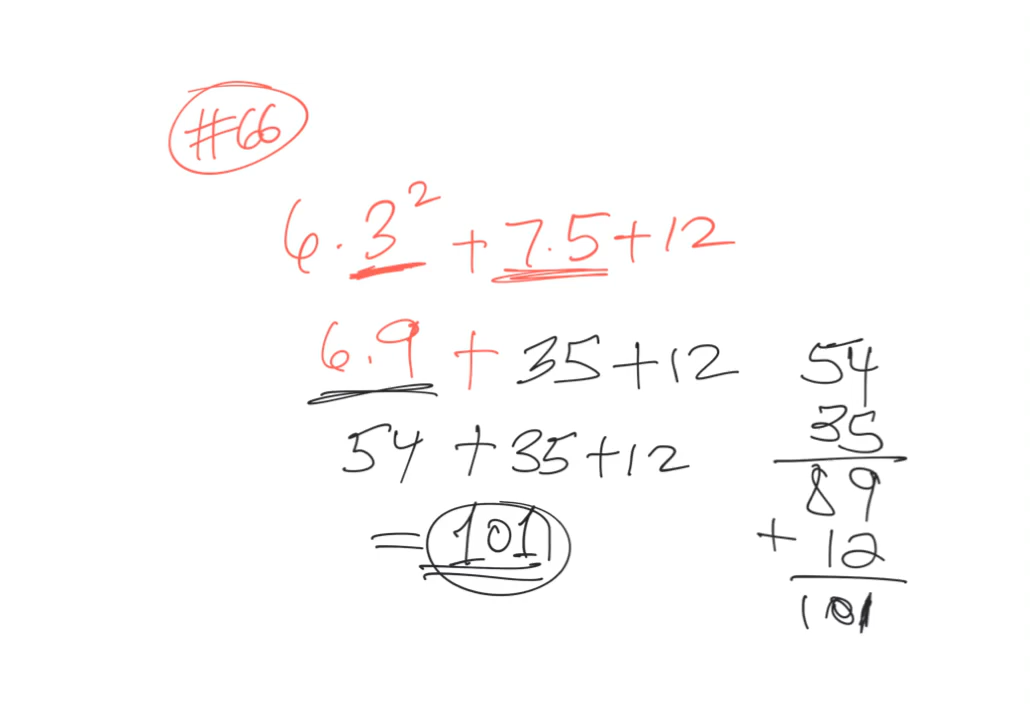 #66
6·3² + 7·5 + 12
6·9 + 35 + 12
54 + 35 + 12
= 101
54
35
89
+ 12
101